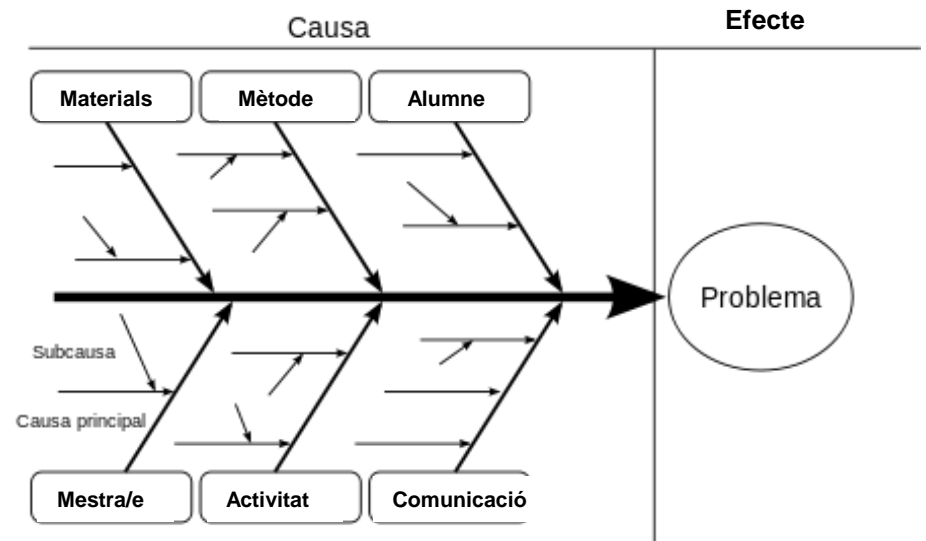 Causa
Efecte
Materials
Mètode
Alumne
Problema
Subcausa
Causa principal
Mestra/e
Activitat
Comunicació